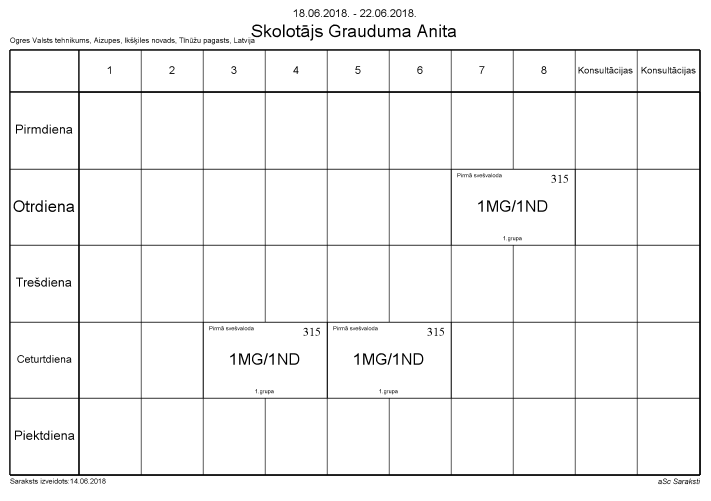 18.06.2018. - 22.06.2018.
Skolotājs Grauduma Anita
Ogres Valsts tehnikums, Aizupes, Ikšķiles novads, Tīnūžu pagasts, Latvija
1 2 3 4 5 6 7 8 Konsultācijas Konsultācijas
Pirmdiena
Otrdiena
Pirmā svešvaloda 315
1MG/1ND
1.grupa
Trešdiena
Ceturtdiena
Pirmā svešvaloda 315 Pirmā svešvaloda 315
1MG/1ND 1MG/1ND
1.grupa 1.grupa
Piektdiena
Saraksts izveidots:14.06.2018 aSc Saraksti